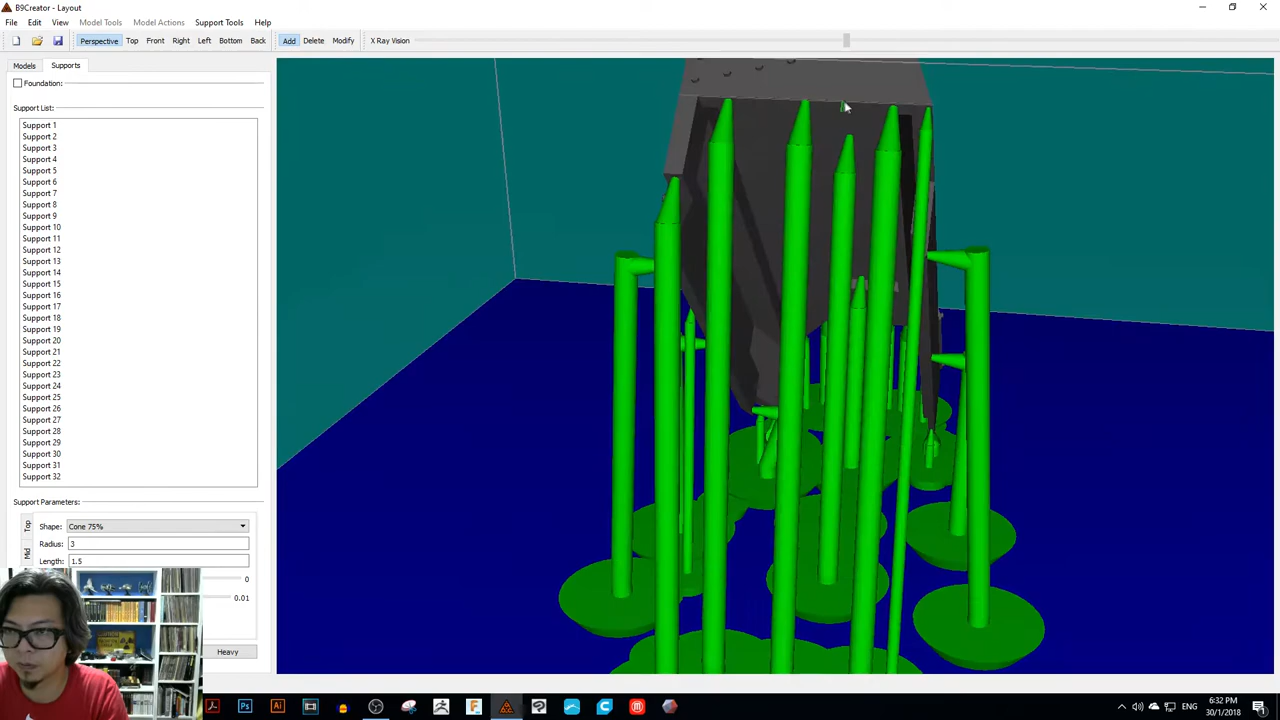 B9Creator - Layout
File Edit View Model Tools Model Actions Support Tools Help
Perspective Top Front Right Left Bottom Back Add Delete Modify X Ray Vision
Models Supports
Foundation:
Support List:
Support 1
Support 2
Support 3
Support 4
Support 5
Support 6
Support 7
Support 8
Support 9
Support 10
Support 11
Support 12
Support 13
Support 14
Support 15
Support 16
Support 17
Support 18
Support 19
Support 20
Support 21
Support 22
Support 23
Support 24
Support 25
Support 26
Support 27
Support 28
Support 29
Support 30
Support 31
Support 32
Support Parameters:
Top
Shape: Cone 75%
Radius: 3
Mid
Length: 1.5
0
0.01
Heavy
Ps Ai F C
ENG 6:32 PM
30/1/2018